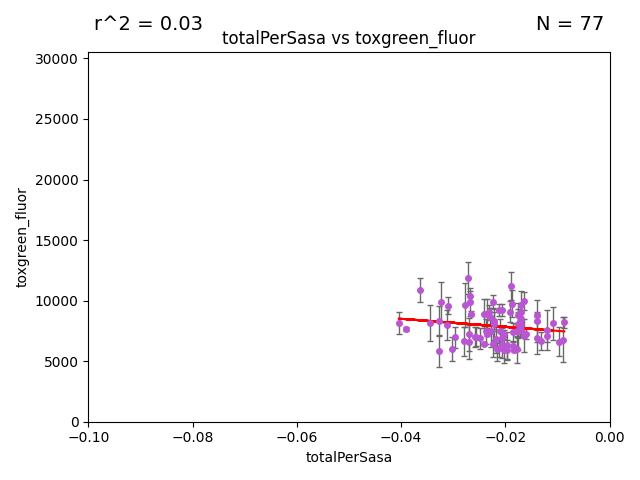 r^2 = 0.03
N = 77
totalPerSasa vs toxgreen_fluor
30000
25000
20000
15000
10000
5000
0
toxgreen_fluor
−0.10
−0.08
−0.06
−0.04
−0.02
0.00
totalPerSasa